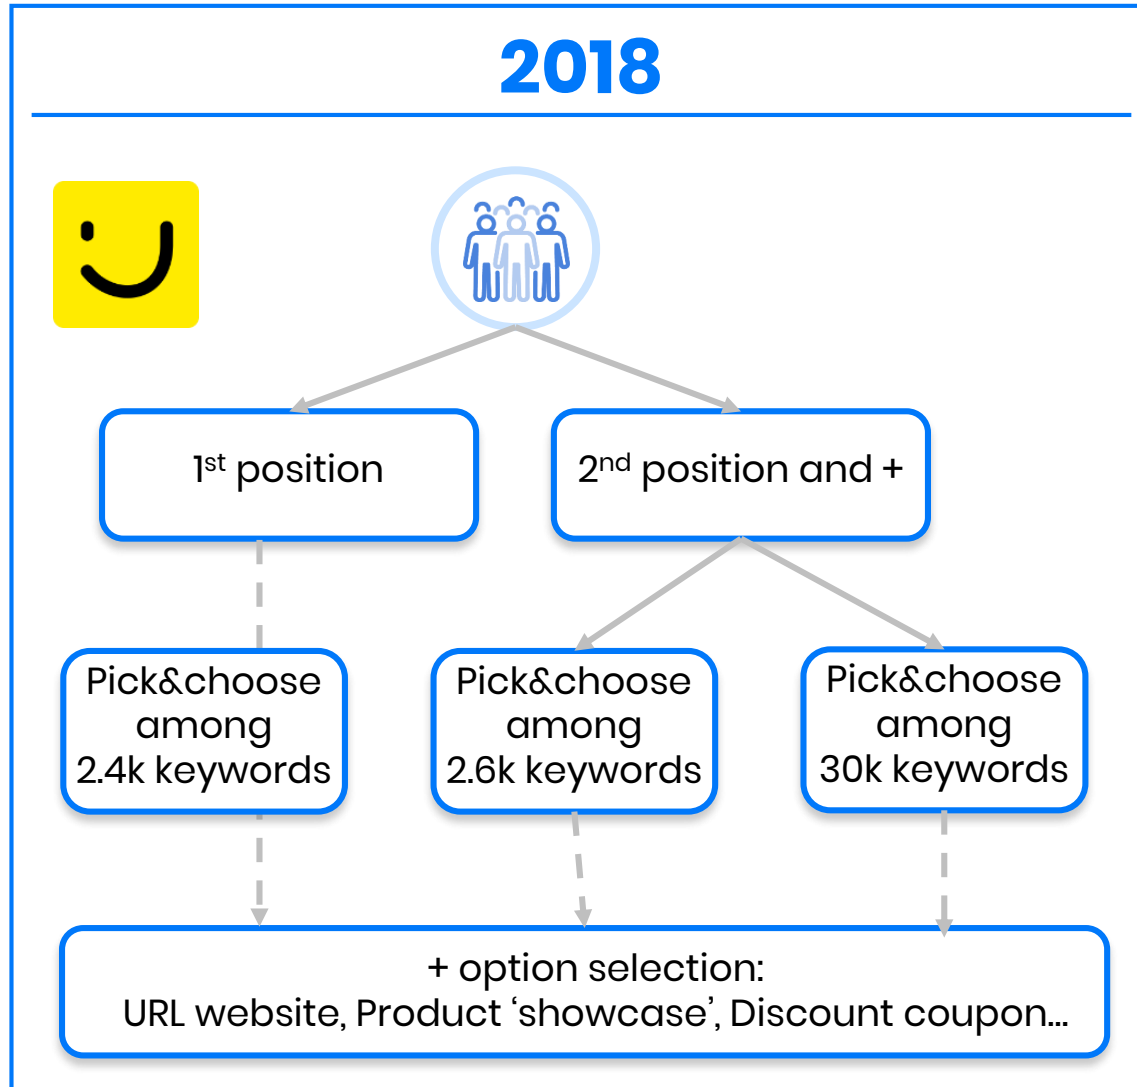 2018
1st position
2nd position and +
Pick&choose
among
2.4k keywords
Pick&choose
among
2.6k keywords
Pick&choose
among
30k keywords
+ option selection:
URL website, Product ‘showcase’, Discount coupon...